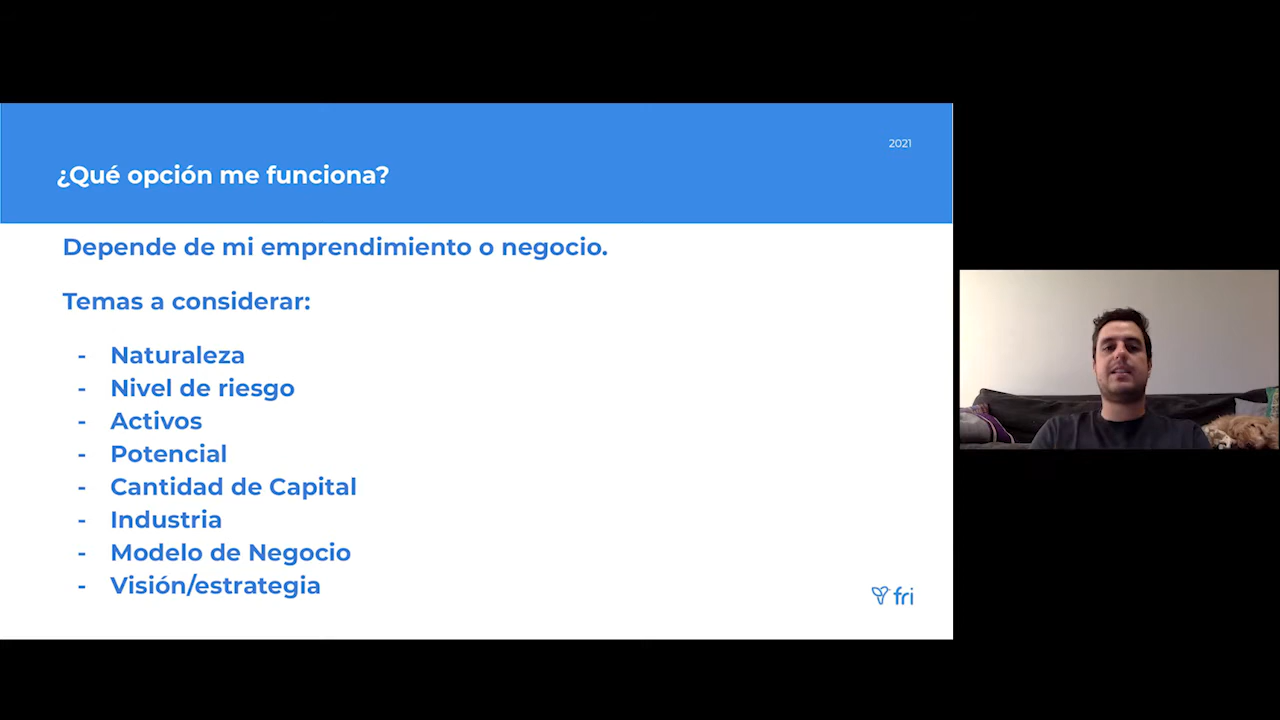 2021
¿Qué opción me funciona?
Depende de mi emprendimiento o negocio.
Temas a considerar:
- Naturaleza
- Nivel de riesgo
- Activos
- Potencial
- Cantidad de Capital
- Industria
- Modelo de Negocio
- Visión/estrategia
fri